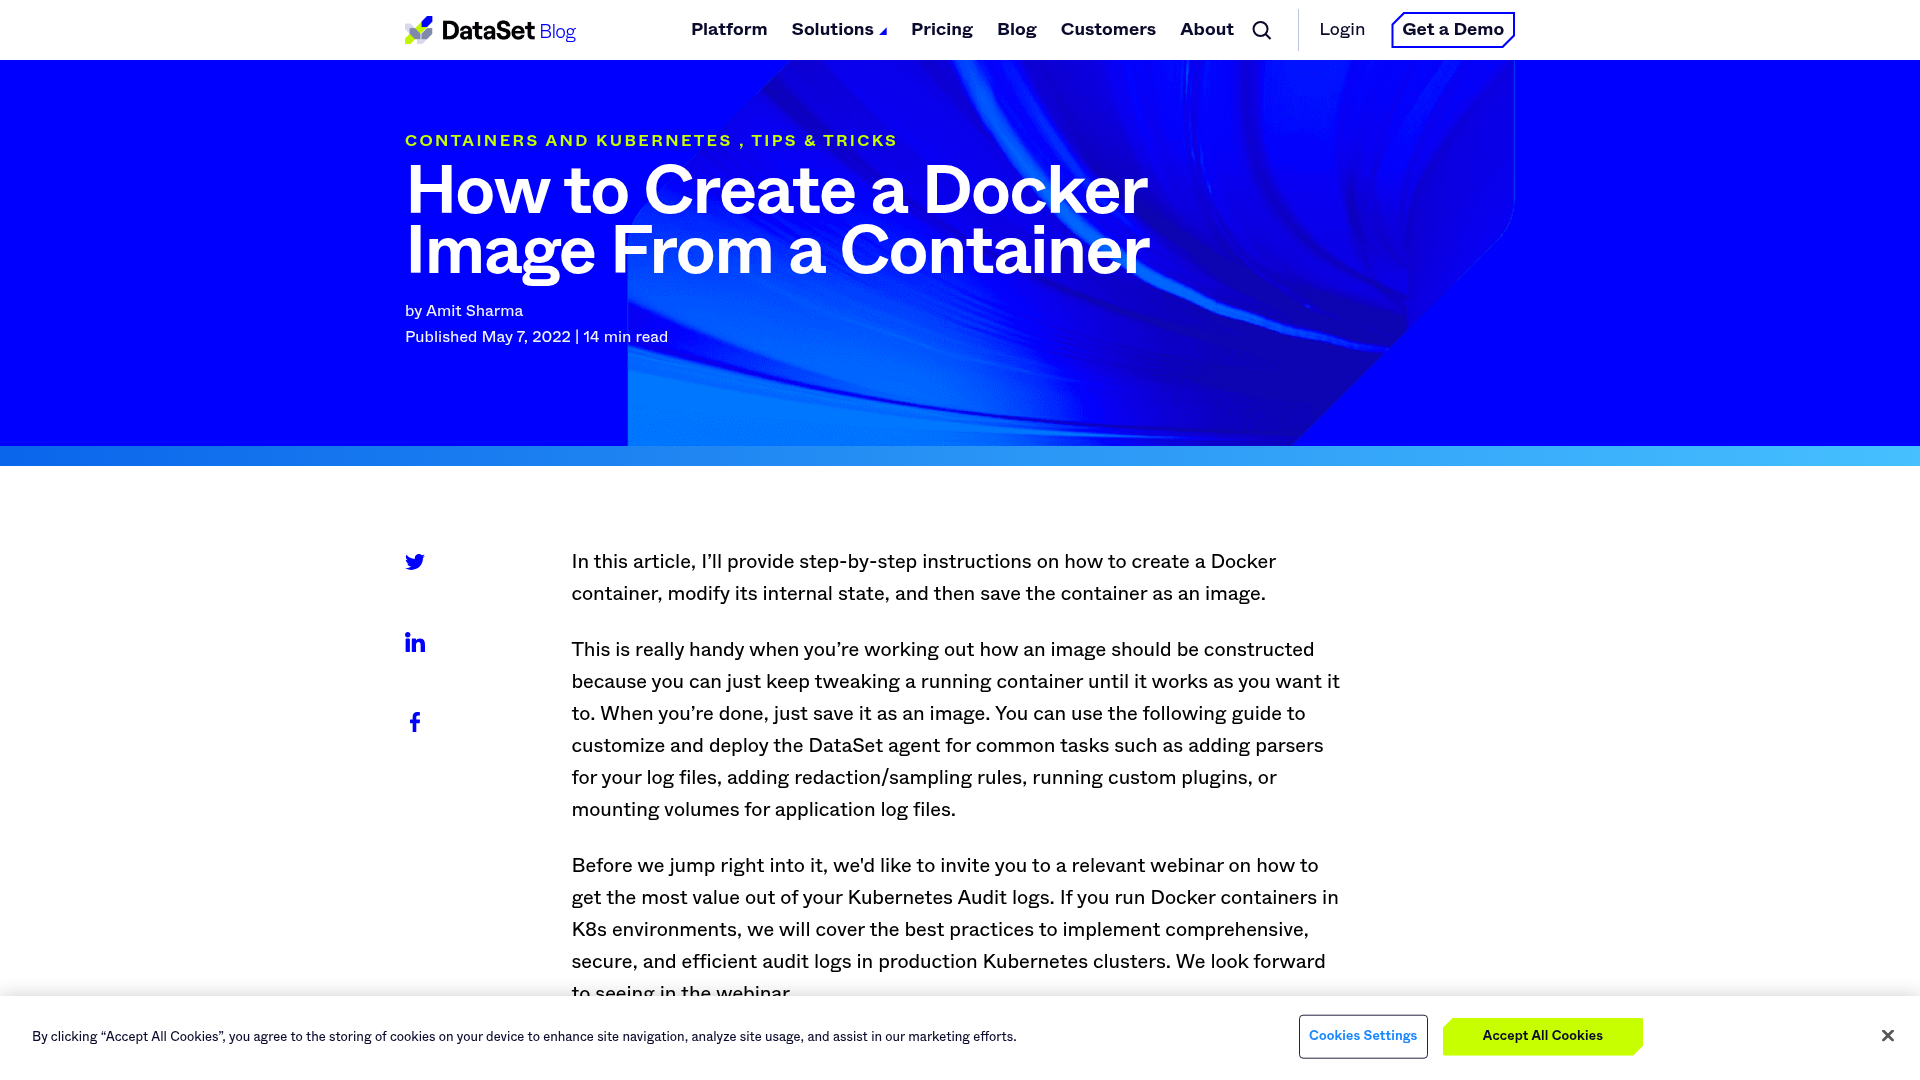 DataSet Blog
Platform Solutions Pricing Blog Customers About Login Get a Demo
CONTAINERS AND KUBERNETES , TIPS & TRICKS
How to Create a Docker
Image From a Container
by Amit Sharma
Published May 7, 2022 | 14 min read
In this article, I’ll provide step-by-step instructions on how to create a Docker
container, modify its internal state, and then save the container as an image.
This is really handy when you’re working out how an image should be constructed
because you can just keep tweaking a running container until it works as you want it
to. When you’re done, just save it as an image. You can use the following guide to
customize and deploy the DataSet agent for common tasks such as adding parsers
for your log files, adding redaction/sampling rules, running custom plugins, or
mounting volumes for application log files.
Before we jump right into it, we'd like to invite you to a relevant webinar on how to
get the most value out of your Kubernetes Audit logs. If you run Docker containers in
K8s environments, we will cover the best practices to implement comprehensive,
secure, and efficient audit logs in production Kubernetes clusters. We look forward
to seeing in the webinar.
By clicking “Accept All Cookies”, you agree to the storing of cookies on your device to enhance site navigation, analyze site usage, and assist in our marketing efforts.
Cookies Settings
Accept All Cookies